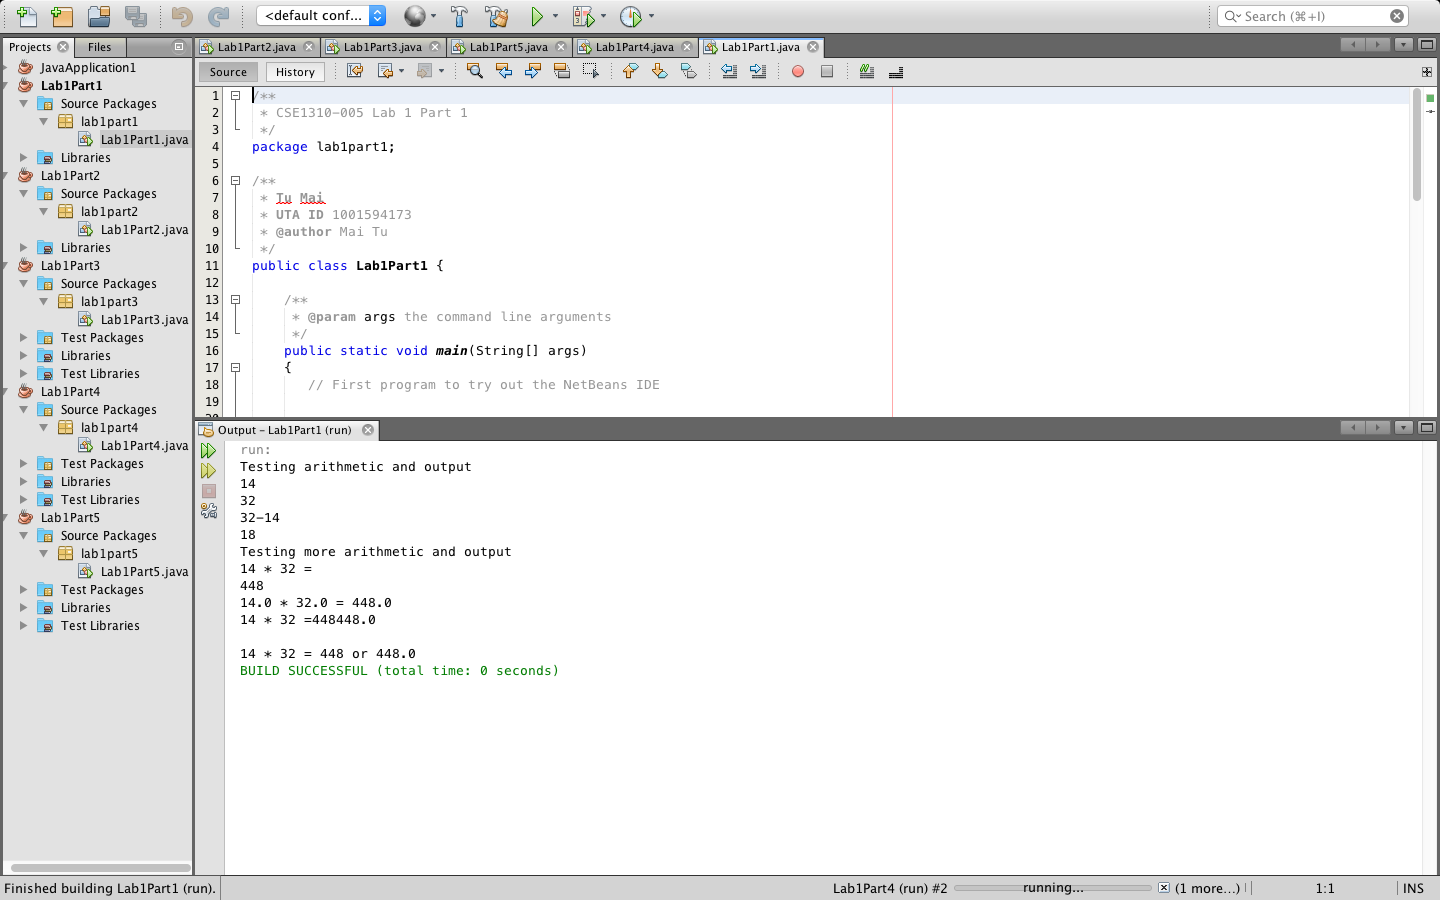 <default conf...
Search (⌘+I)
Projects
Files
Lab1Part2.java
Lab1Part3.java
Lab1Part5.java
Lab1Part4.java
Lab1Part1.java
JavaApplication1
Lab1Part1
Source Packages
lab1part1
Lab1Part1.java
Libraries
Lab1Part2
Source Packages
lab1part2
Lab1Part2.java
Libraries
Lab1Part3
Source Packages
lab1part3
Lab1Part3.java
Test Packages
Libraries
Test Libraries
Lab1Part4
Source Packages
lab1part4
Lab1Part4.java
Test Packages
Libraries
Test Libraries
Lab1Part5
Source Packages
lab1part5
Lab1Part5.java
Test Packages
Libraries
Test Libraries
Source
History
1 /**
2 * CSE1310-005 Lab 1 Part 1
3 */
4 package lab1part1;
5
6 /**
7 * Tu Mai
8 * UTA ID 1001594173
9 * @author Mai Tu
10 */
11 public class Lab1Part1 {
12
13 /**
14 * @param args the command line arguments
15 */
16 public static void main(String[] args)
17 {
18 // First program to try out the NetBeans IDE
19
Output - Lab1Part1 (run)
run:
Testing arithmetic and output
14
32
32-14
18
Testing more arithmetic and output
14 * 32 =
448
14.0 * 32.0 = 448.0
14 * 32 =448448.0
14 * 32 = 448 or 448.0
BUILD SUCCESSFUL (total time: 0 seconds)
Finished building Lab1Part1 (run).
Lab1Part4 (run) #2
running...
(1 more...)
1:1
INS